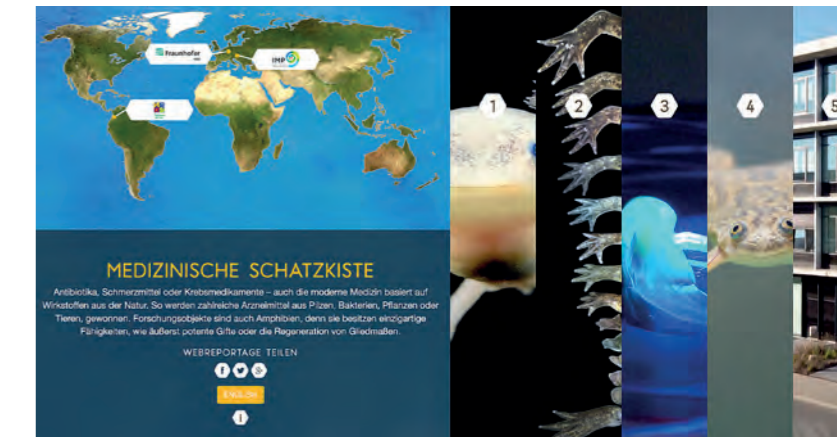 Fraunhofer
IMP
1
2
3
4
5
MEDIZINISCHE SCHATZKISTE
Antibiotika, Schmerzmittel oder Krebsmedikamente – auch die moderne Medizin basiert auf
Wirkstoffen aus der Natur. So werden zahlreiche Arzneimittel aus Pilzen, Bakterien, Pflanzen oder
Tieren, gewonnen. Forschungsobjekte sind auch Amphibien, denn sie besitzen einzigartige
Fähigkeiten, wie äußerst potente Gifte oder die Regeneration von Gliedmaßen.
WEBREPORTAGE TEILEN
ENGLISH
i